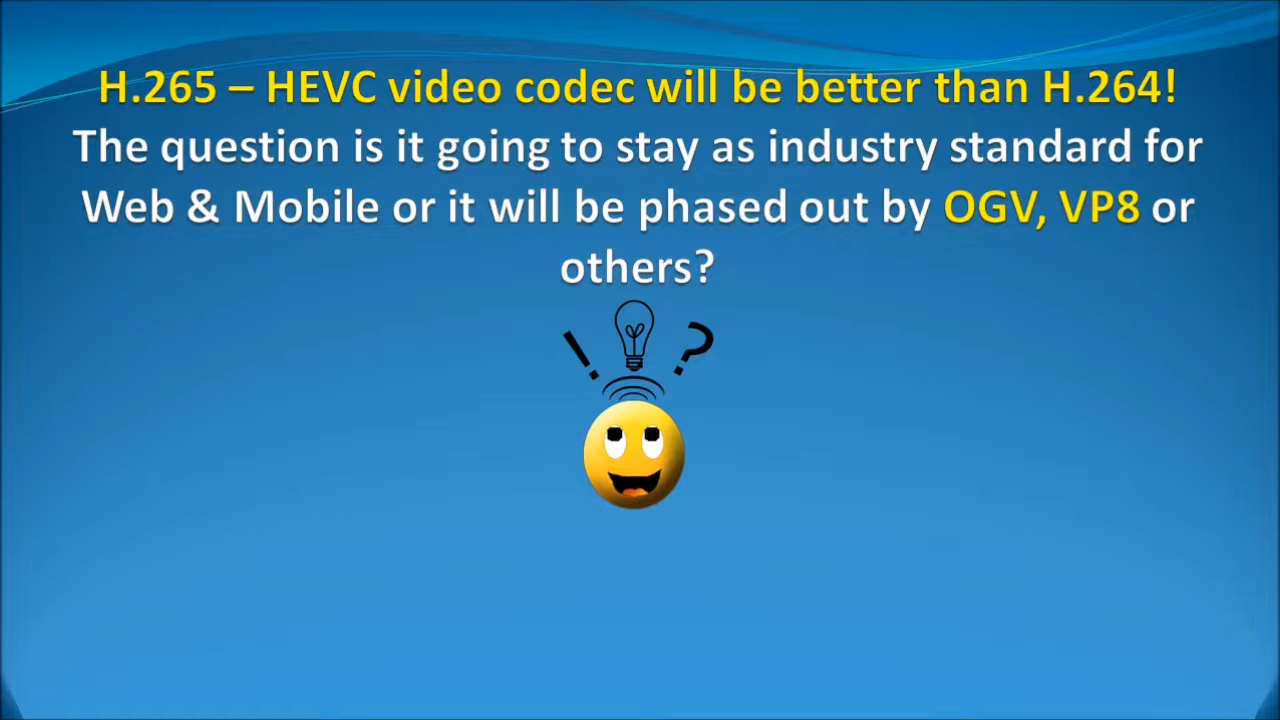 H.265 – HEVC video codec will be better than H.264!
The question is it going to stay as industry standard for
Web & Mobile or it will be phased out by OGV, VP8 or
others?
! ?